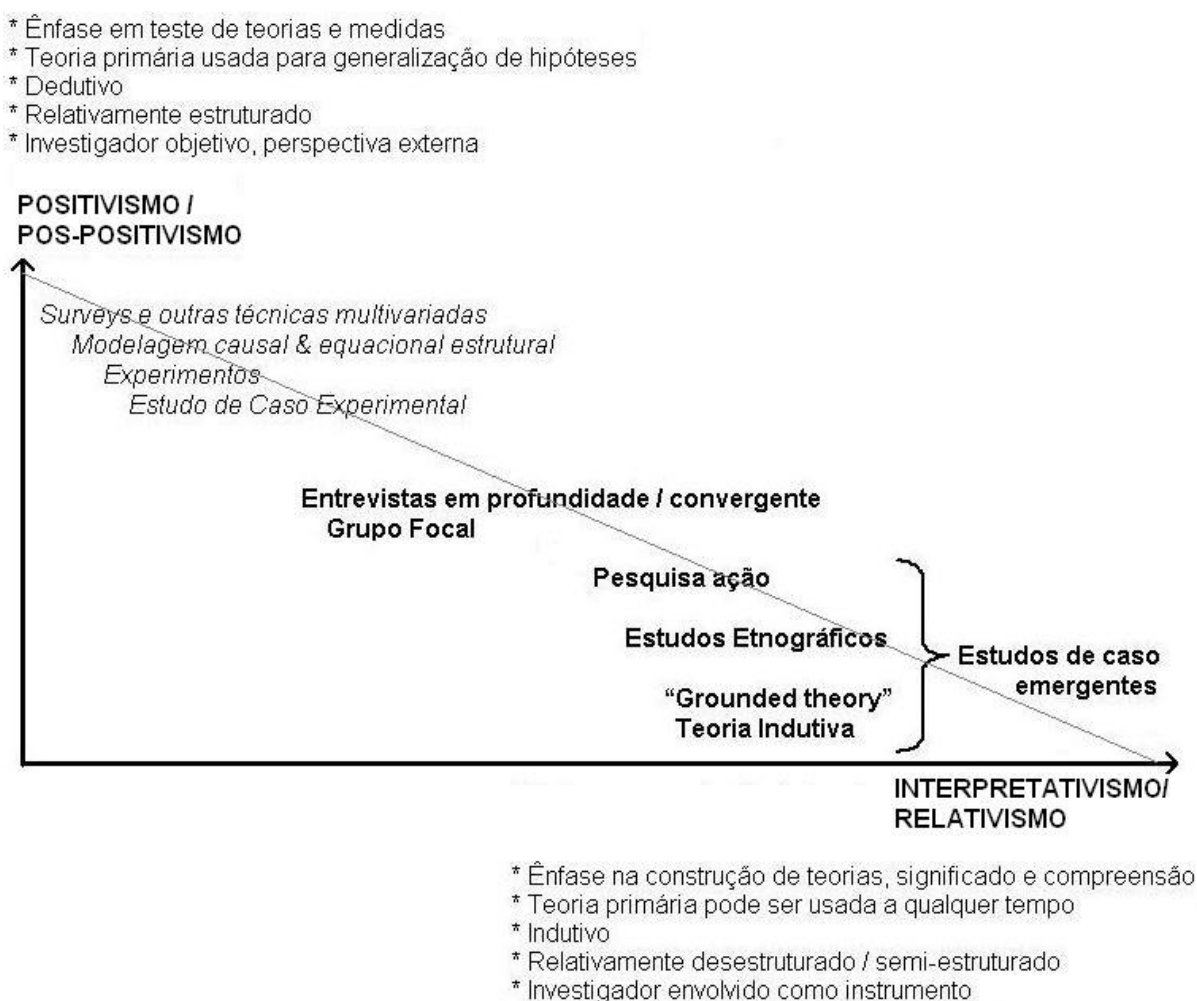 * Ênfase em teste de teorias e medidas
* Teoria primária usada para generalização de hipóteses
* Dedutivo
* Relativamente estruturado
* Investigador objetivo, perspectiva externa
POSITIVISMO /
POS-POSITIVISMO
Surveys e outras técnicas multivariadas
Modelagem causal & equacional estrutural
Experimentos
Estudo de Caso Experimental
Entrevistas em profundidade / convergente
Grupo Focal
Pesquisa ação
Estudos Etnográficos
“Grounded theory”
Teoria Indutiva
Estudos de caso
emergentes
INTERPRETATIVISMO/
RELATIVISMO
* Ênfase na construção de teorias, significado e compreensão
* Teoria primária pode ser usada a qualquer tempo
* Indutivo
* Relativamente desestruturado / semi-estruturado
* Investigador envolvido como instrumento